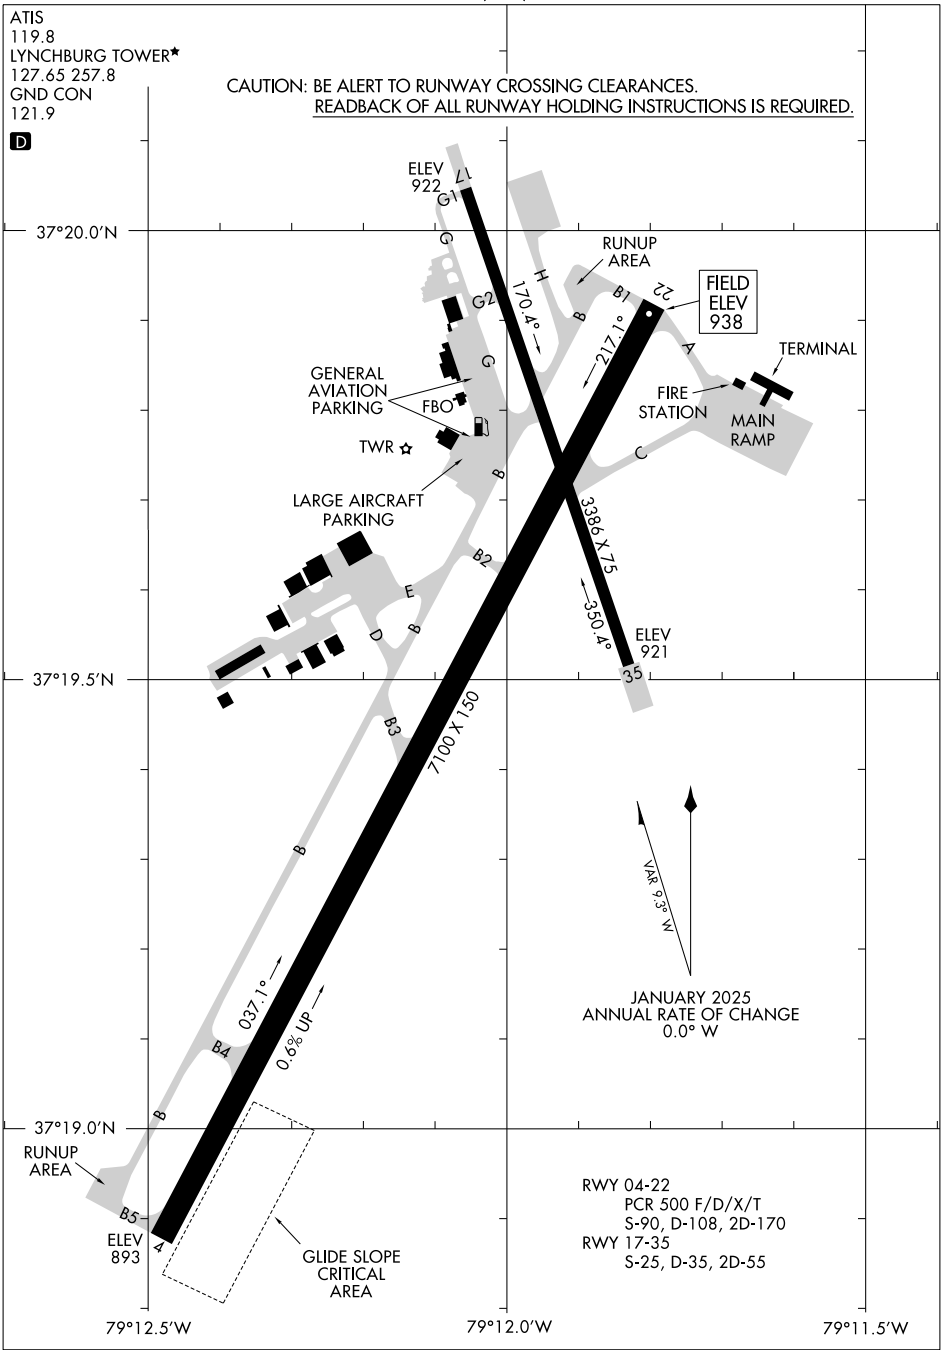 ATIS
119.8
LYNCHBURG TOWER★
127.65 257.8
GND CON
121.9
D
CAUTION: BE ALERT TO RUNWAY CROSSING CLEARANCES.
READBACK OF ALL RUNWAY HOLDING INSTRUCTIONS IS REQUIRED.
ELEV
922
17
G1
37°20.0'N
G
H
RUNUP
AREA
B1
22
FIELD
ELEV
938
G2
170.4°
B
217.1°
A
TERMINAL
G
GENERAL
AVIATION
PARKING
FBO
FIRE
STATION
MAIN
RAMP
TWR
C
B
LARGE AIRCRAFT
PARKING
3386 X 75
B2
E
D
B
350.4°
ELEV
921
35
37°19.5'N
B3
7100 X 150
B
VAR 9.3° W
037.1°
0.6% UP
JANUARY 2025
ANNUAL RATE OF CHANGE
0.0° W
B4
B
37°19.0'N
RUNUP
AREA
B5
ELEV
893
4
GLIDE SLOPE
CRITICAL
AREA
RWY 04-22
PCR 500 F/D/X/T
S-90, D-108, 2D-170
RWY 17-35
S-25, D-35, 2D-55
79°12.5'W
79°12.0'W
79°11.5'W